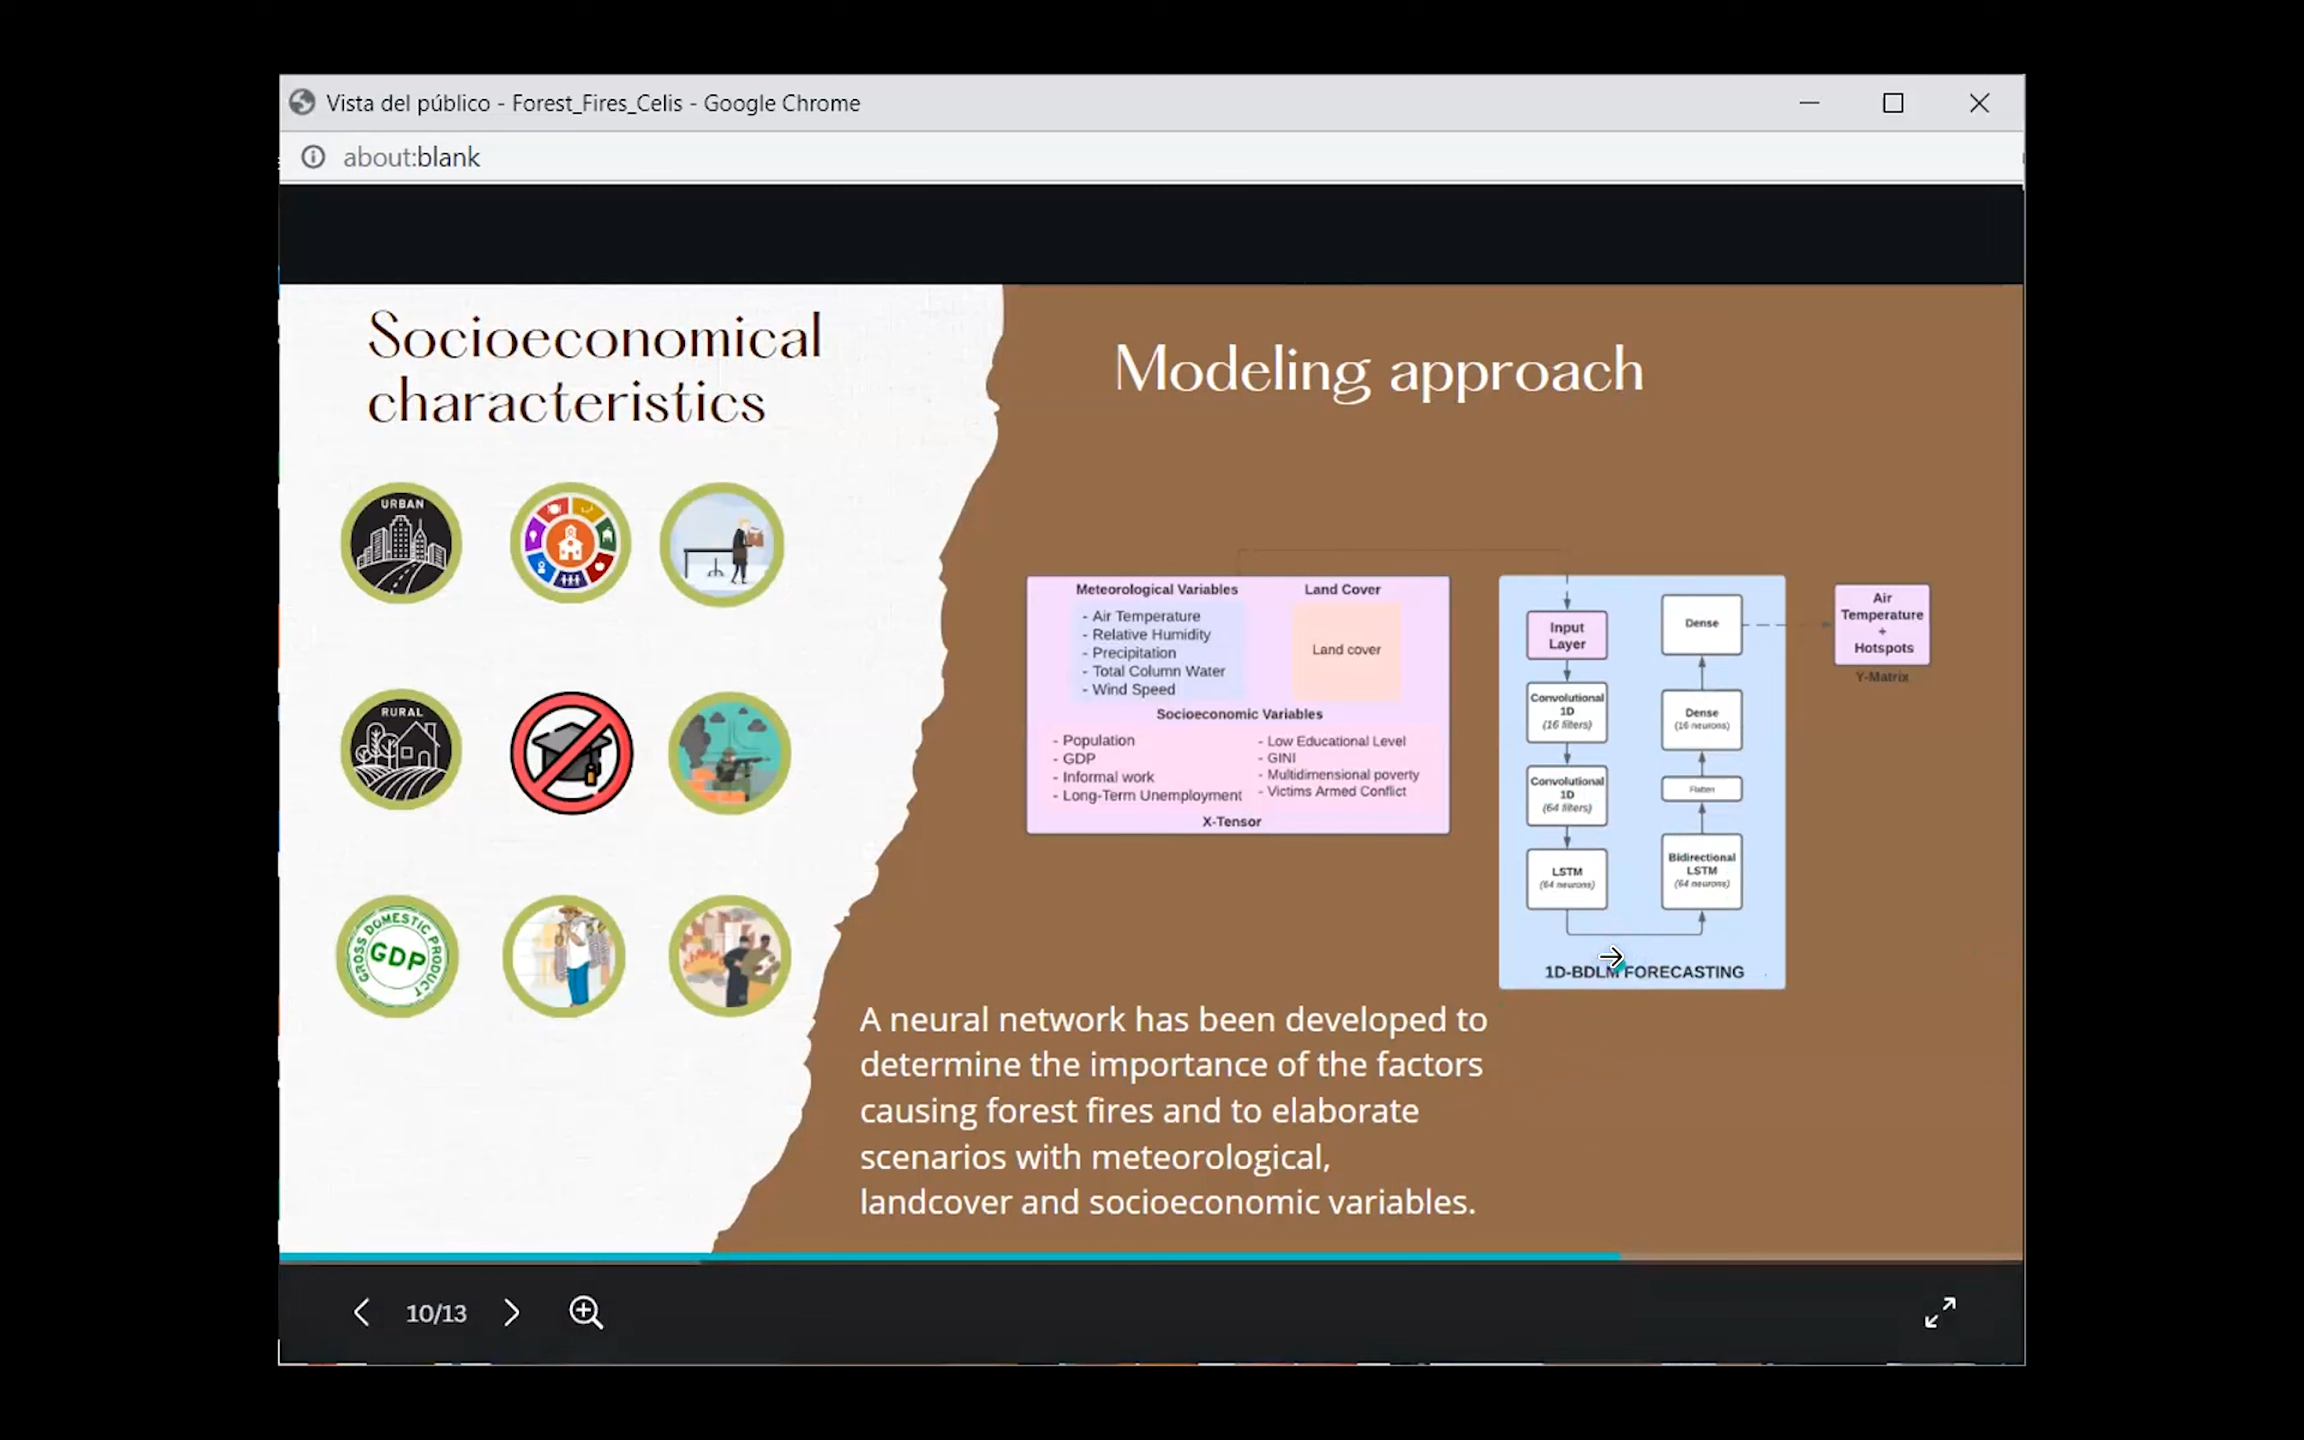 Vista del público - Forest_Fires_Celis - Google Chrome
about:blank
Socioeconomical
characteristics
URBAN
RURAL
GROSS DOMESTIC PRODUCT
GDP
Modeling approach
Meteorological Variables
- Air Temperature
- Relative Humidity
- Precipitation
- Total Column Water
- Wind Speed
Land Cover
Land cover
Socioeconomic Variables
- Population
- GDP
- Informal work
- Long-Term Unemployment
- Low Educational Level
- GINI
- Multidimensional poverty
- Victims Armed Conflict
X-Tensor
Input
Layer
Convolutional
1D
(16 filters)
Convolutional
1D
(64 filters)
LSTM
(64 neurons)
Bidirectional
LSTM
(64 neurons)
Flatten
Dense
(16 neurons)
Dense
1D-BDLM FORECASTING
Air
Temperature
+
Hotspots
Y-Matrix
A neural network has been developed to
determine the importance of the factors
causing forest fires and to elaborate
scenarios with meteorological,
landcover and socioeconomic variables.
10/13